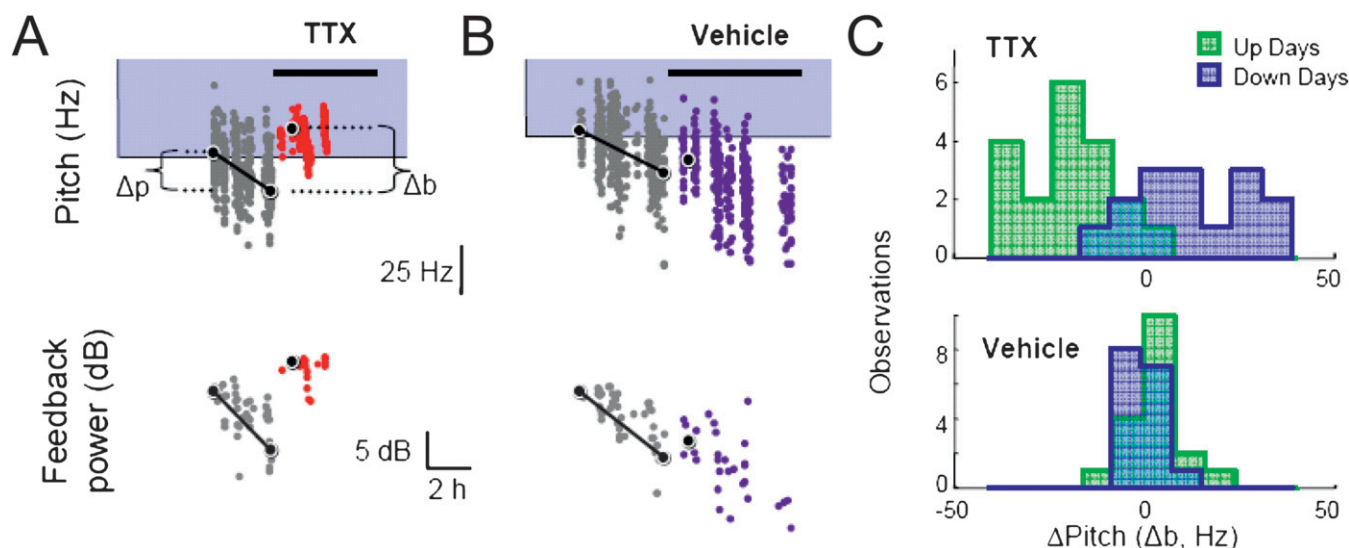 A
TTX
Pitch (Hz)
Δp
Δb
25 Hz
Feedback
power (dB)
5 dB
2 h
B
Vehicle
C
TTX
Up Days
Down Days
6
4
2
0
0
50
Observations
Vehicle
8
4
0
-50
0
50
ΔPitch (Δb, Hz)